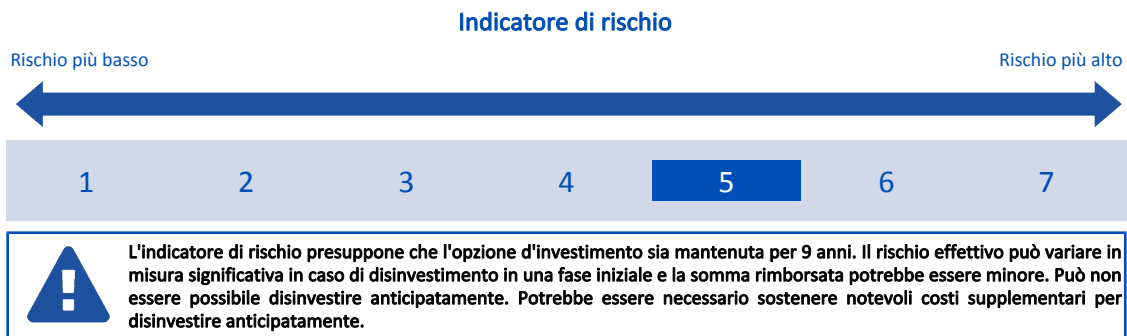 Indicatore di rischio
Rischio più basso
Rischio più alto
1 2 3 4 5 6 7
L'indicatore di rischio presuppone che l'opzione d'investimento sia mantenuta per 9 anni. Il rischio effettivo può variare in
misura significativa in caso di disinvestimento in una fase iniziale e la somma rimborsata potrebbe essere minore. Può non
essere possibile disinvestire anticipatamente. Potrebbe essere necessario sostenere notevoli costi supplementari per
disinvestire anticipatamente.